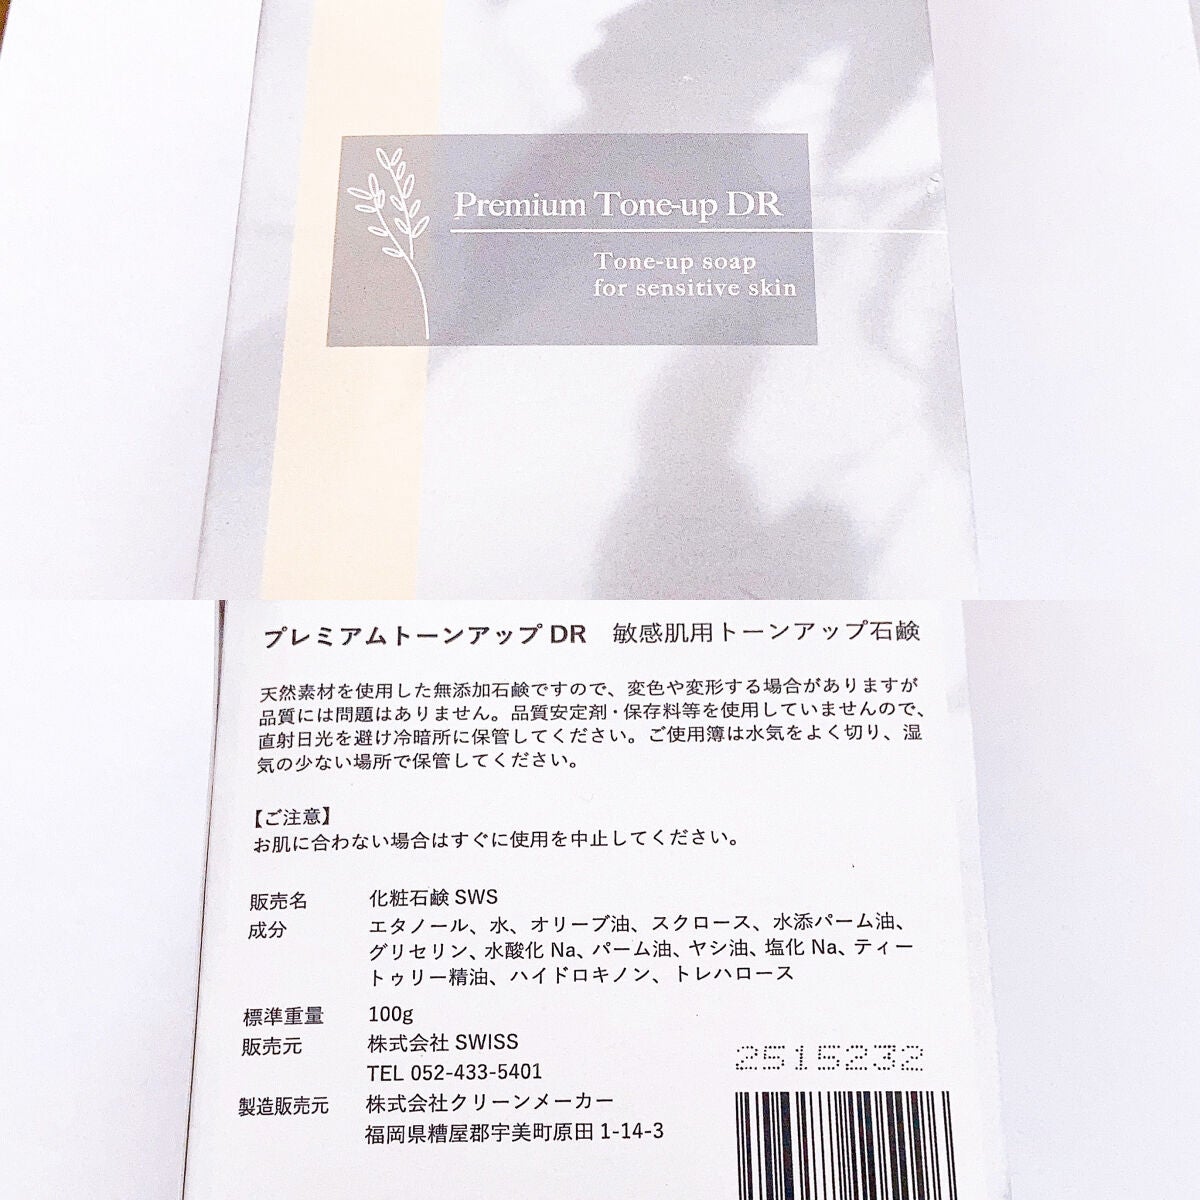 Premium Tone-up DR
Tone-up soap
for sensitive skin
プレミアムトーンアップ DR　敏感肌用トーンアップ石鹸
天然素材を使用した無添加石鹸ですので、変色や変形する場合がありますが
品質には問題はありません。品質安定剤・保存料等を使用していませんので、
直射日光を避け冷暗所に保管してください。ご使用簿は水気をよく切り、湿
気の少ない場所で保管してください。
【ご注意】
お肌に合わない場合はすぐに使用を中止してください。
販売名　化粧石鹸 SWS
成分　エタノール、水、オリーブ油、スクロース、水添パーム油、
グリセリン、水酸化 Na、パーム油、ヤシ油、塩化 Na、ティー
トゥリー精油、ハイドロキノン、トレハロース
標準重量　100g
販売元　株式会社 SWISS
TEL 052-433-5401
製造販売元　株式会社クリーンメーカー
福岡県糟屋郡宇美町原田 1-14-3
2515232